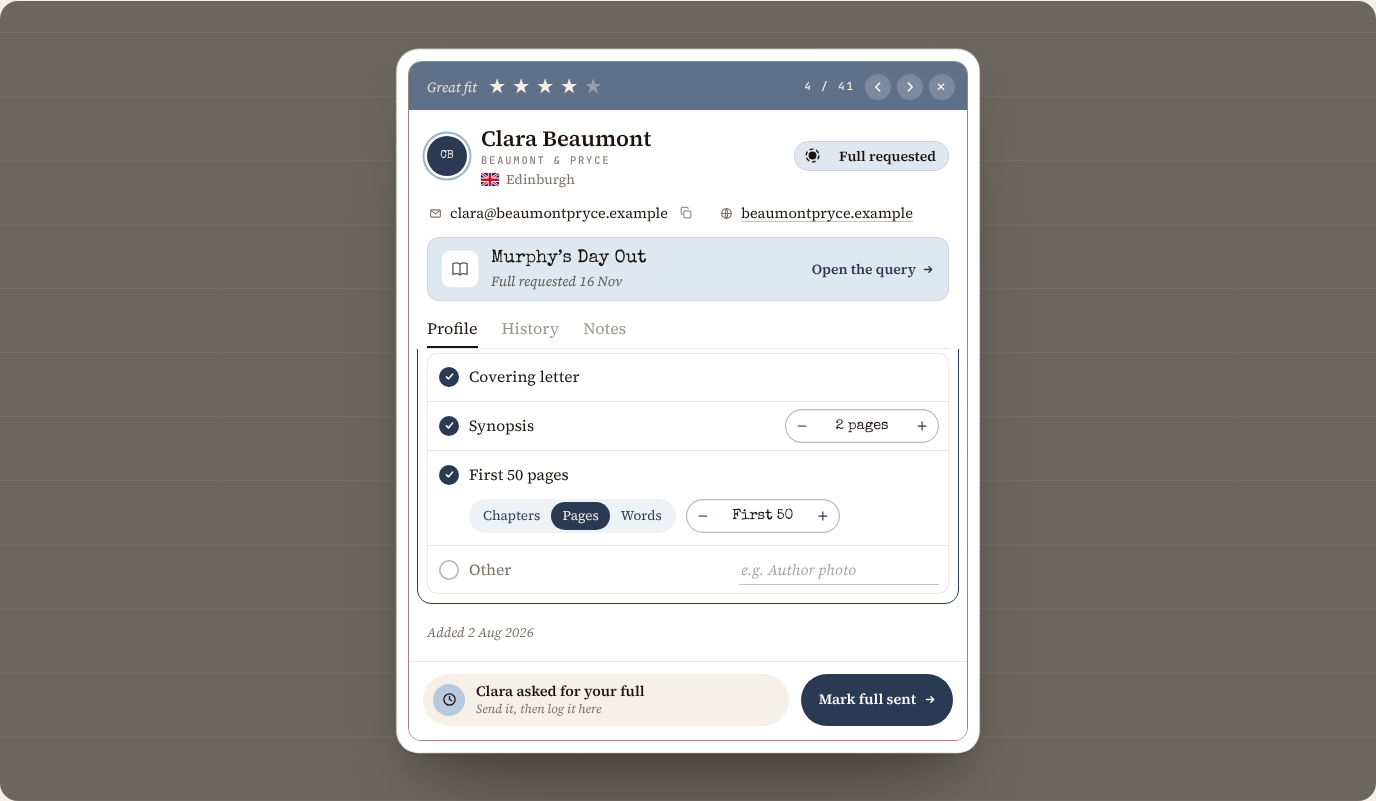 Great fit
4 / 41
CB
Clara Beaumont
BEAUMONT & PRYCE
Edinburgh
Full requested
clara@beaumontpryce.example
beaumontpryce.example
Murphy’s Day Out
Full requested 16 Nov
Open the query →
Profile
History
Notes
Covering letter
Synopsis
− 2 pages +
First 50 pages
Chapters
Pages
Words
− First 50 +
Other
e.g. Author photo
Added 2 Aug 2026
Clara asked for your full
Send it, then log it here
Mark full sent →